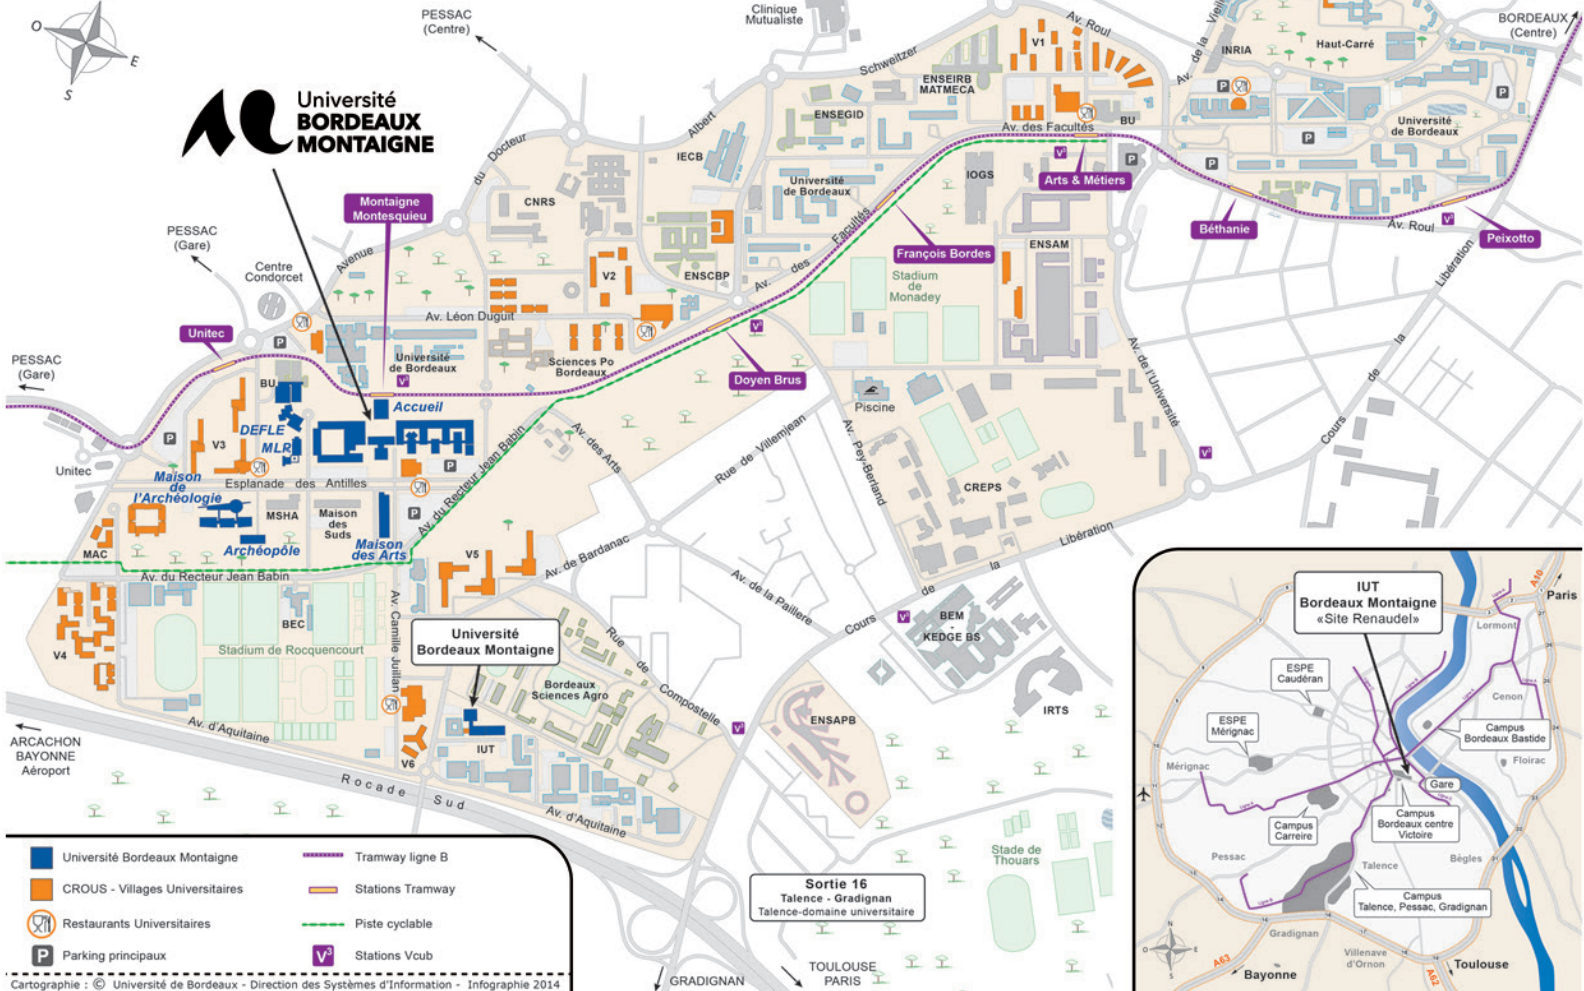 O
E
S
PESSAC
(Centre)
Clinique
Mutualiste
BORDEAUX
(Centre)
Université
BORDEAUX
MONTAIGNE
Av. Roul
Av. de la Vieille
INRIA
Haut-Carré
V1
Schweitzer
ENSEIRB
MATMECA
ENSEGID
Albert
BU
Av. des Facultés
Université
de Bordeaux
IECB
Docteur
du
Arts & Métiers
IOGS
Université
de Bordeaux
CNRS
Montaigne
Montesquieu
Facultés
Béthanie
Av. Roul
Peixotto
PESSAC
(Gare)
Avenue
Centre
Condorcet
V2
ENSCBP
des
Av.
François Bordes
ENSAM
Libération
Stadium
de
Monadey
Av. Léon Duguit
Unitec
Université
de Bordeaux
Sciences Po
Bordeaux
Doyen Brus
Av. de l'Université
la
de
Cours
PESSAC
(Gare)
BU
Accueil
Piscine
DEFLE
MLR
V3
Unitec
Av. des Arts
Rue de Villemjean
Av. Pey-Berland
Maison
de
l'Archéologie
Esplanade des Antilles
Av. du Recteur Jean Babin
CREPS
MSHA
Maison
des
Suds
Maison
des Arts
Archéopôle
MAC
Av. du Recteur Jean Babin
V5
Av. de Bardanac
Av. de la Paillere
Cours de la Libération
BEC
Av. Camille Jullian
Stadium de Rocquencourt
V4
Université
Bordeaux Montaigne
Rue de Compostelle
BEM
-
KEDGE BS
Bordeaux
Sciences Agro
IRTS
ENSAPB
IUT
V6
Av. d'Aquitaine
ARCACHON
BAYONNE
Aéroport
Rocade Sud
Av. d'Aquitaine
Stade de
Thouars
Sortie 16
Talence - Gradignan
Talence-domaine universitaire
GRADIGNAN
TOULOUSE
PARIS
Université Bordeaux Montaigne
CROUS - Villages Universitaires
Restaurants Universitaires
P Parking principaux
Tramway ligne B
Stations Tramway
Piste cyclable
V³ Stations Vcub
Cartographie : © Université de Bordeaux - Direction des Systèmes d'Information - Infographie 2014
IUT
Bordeaux Montaigne
«Site Renaudel»
A10
Paris
Lormont
ESPE
Caudéran
Cenon
ESPE
Mérignac
Campus
Bordeaux Bastide
Floirac
Mérignac
Gare
Campus
Bordeaux centre
Victoire
Campus
Carreire
Pessac
Talence
Bègles
Campus
Talence, Pessac, Gradignan
Gradignan
Villenave
d'Ornon
N
O
E
S
A63
Bayonne
A62
Toulouse